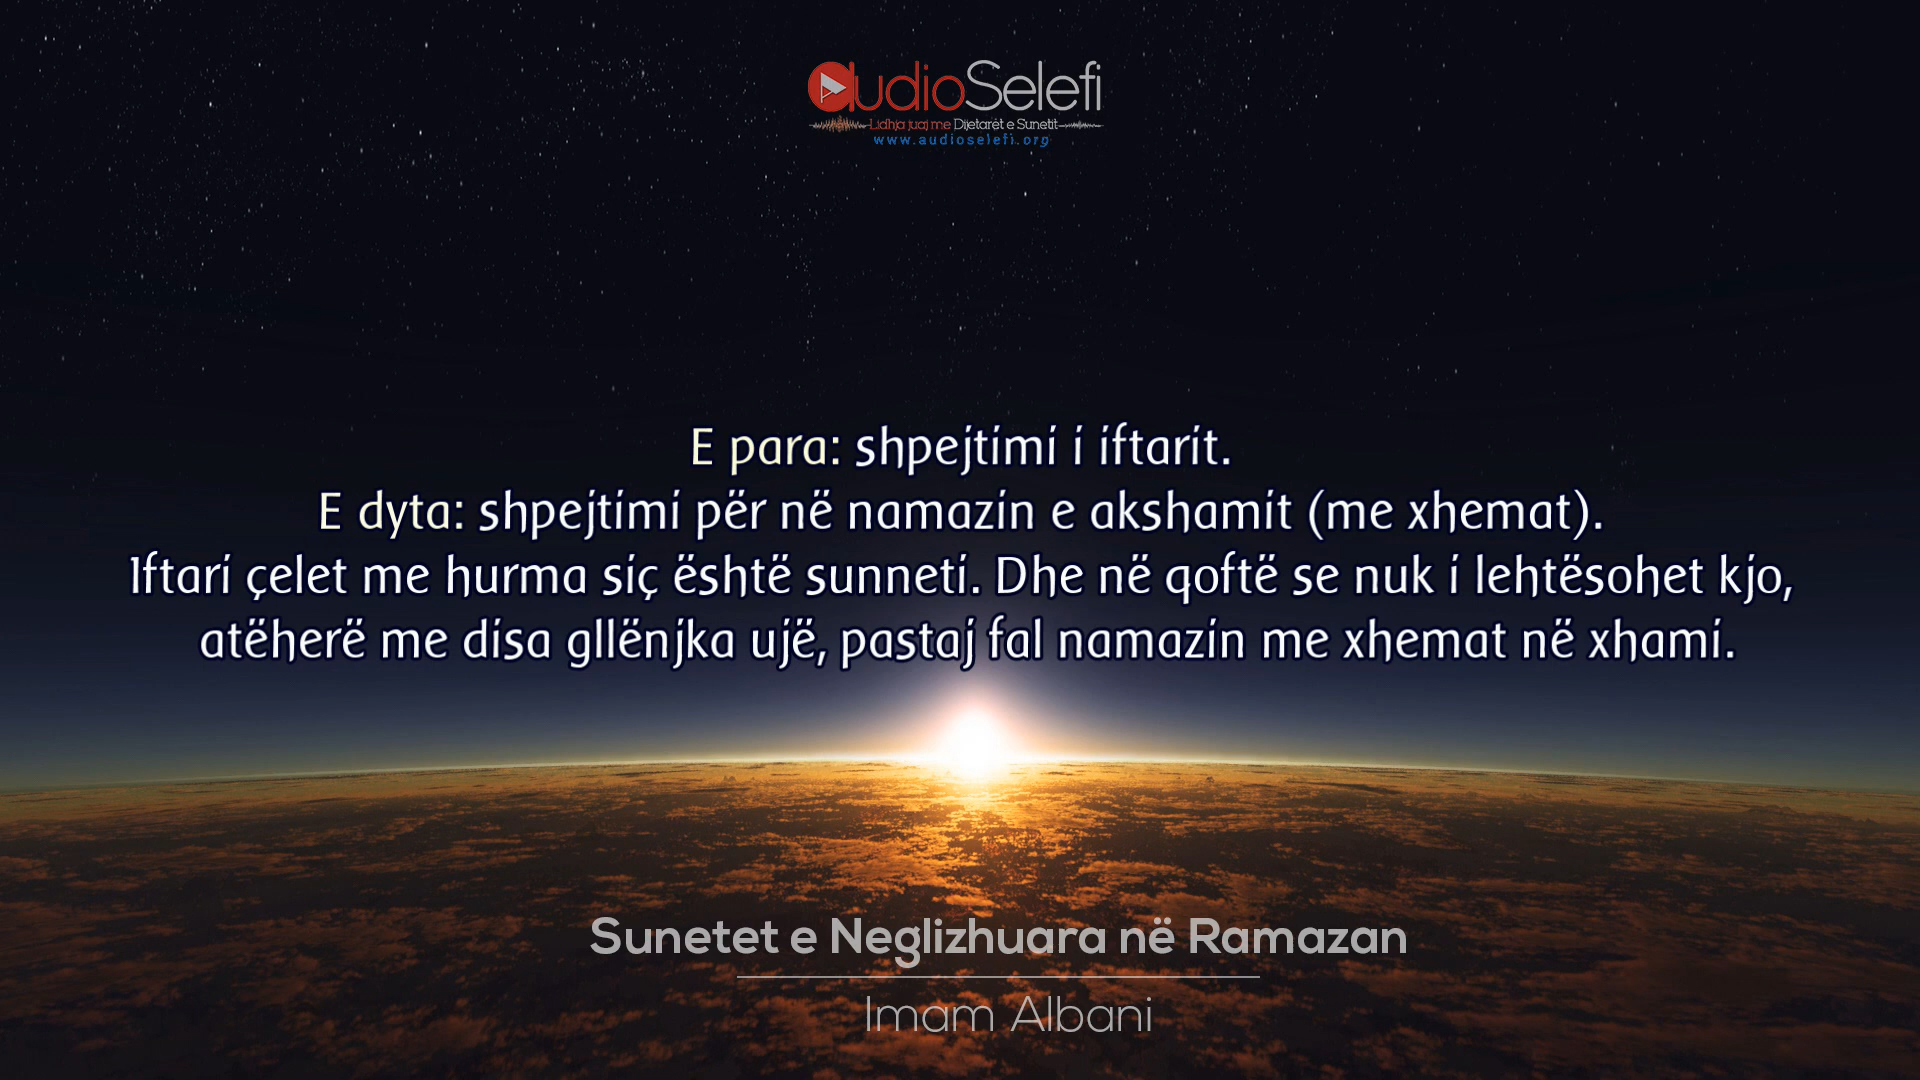 audioSelefi
Lidhja juaj me Dijetarët e Sunetit
www.audioselefi.org
E para: shpejtimi i iftarit.
E dyta: shpejtimi për në namazin e akshamit (me xhemat).
Iftari çelet me hurma siç është sunneti. Dhe në qoftë se nuk i lehtësohet kjo,
atëherë me disa gllënjka ujë, pastaj fal namazin me xhemat në xhami.
Sunetet e Neglizhuara në Ramazan
Imam Albani